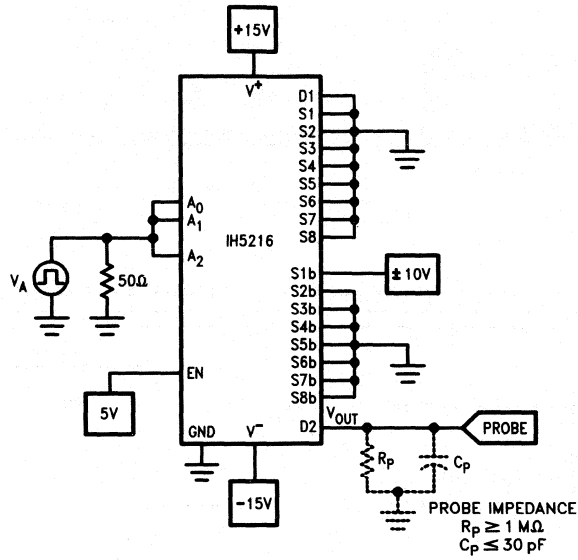 +15V
V+
D1
S1
S2
S3
S4
S5
S6
S7
S8
A0
A1
A2
IH5216
VA
50Ω
S1b
±10V
S2b
S3b
S4b
S5b
S6b
S7b
S8b
EN
5V
GND
V−
D2
VOUT
PROBE
RP
CP
−15V
PROBE IMPEDANCE
RP ≥ 1 MΩ
CP ≤ 30 pF